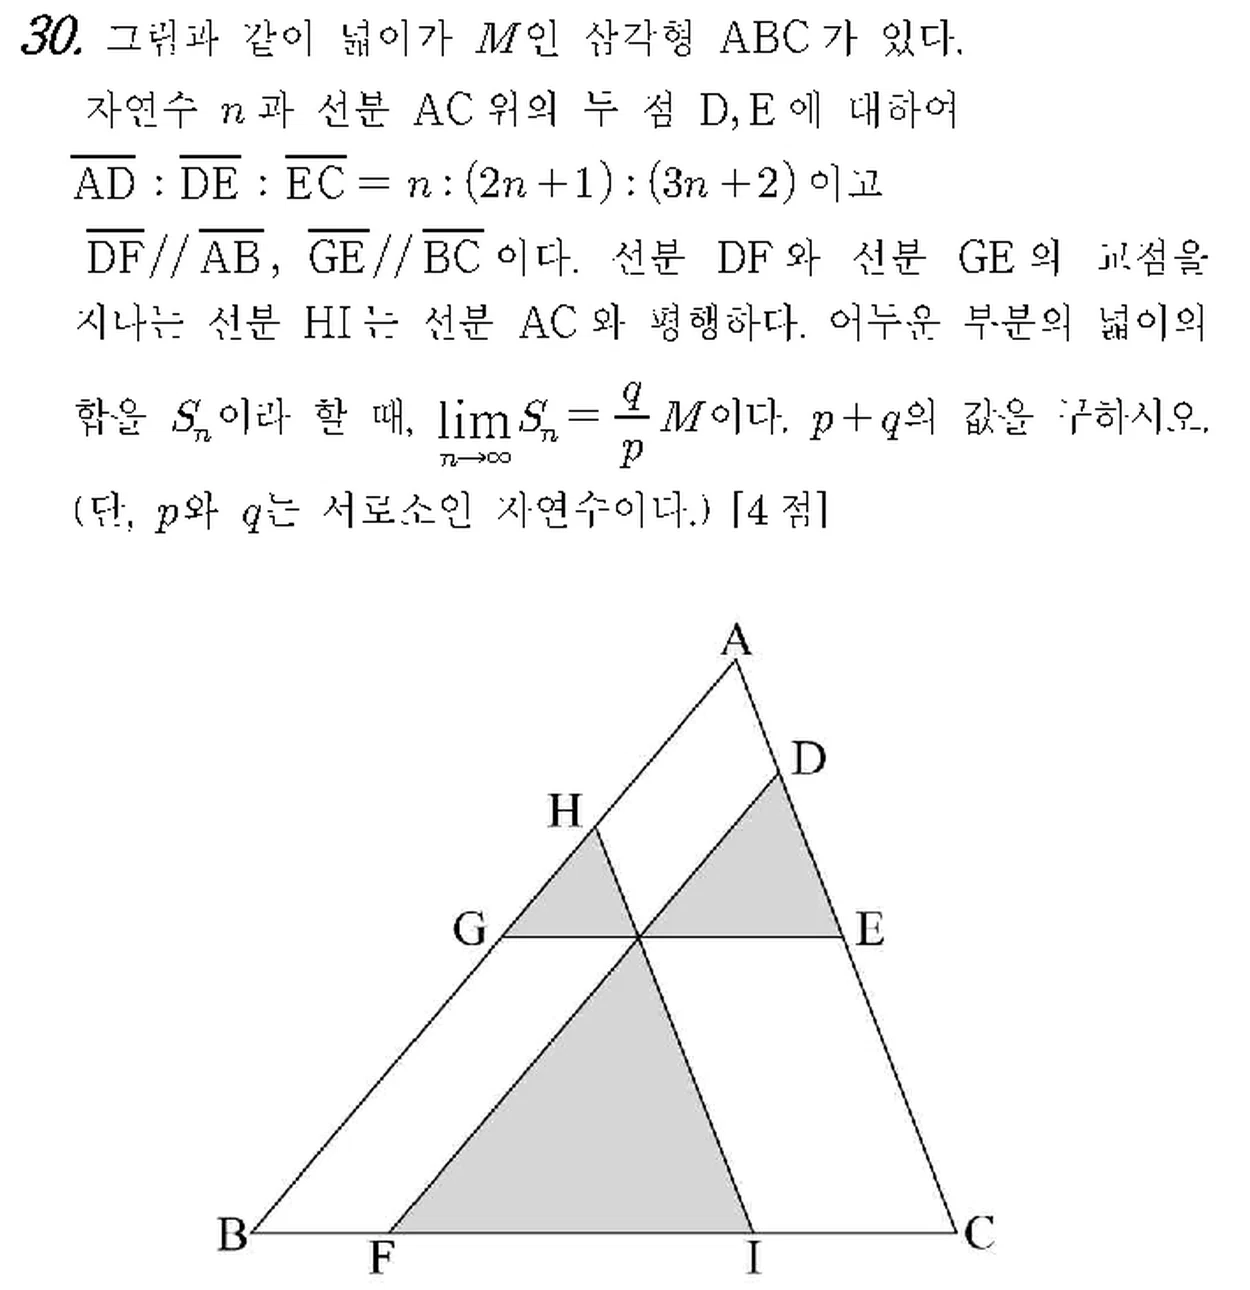 30. 그림과 같이 넓이가 M인 삼각형 ABC가 있다.
자연수 n과 선분 AC위의 두 점 D, E에 대하여
AD : DE : EC = n : (2n+1) : (3n+2)이고
DF // AB, GE // BC이다. 선분 DF와 선분 GE의 교점을
지나는 선분 HI는 선분 AC와 평행하다. 어두운 부분의 넓이의
합을 Sₙ이라 할 때, lim n→∞ Sₙ = q/p M이다. p+q의 값을 구하시오.
(단, p와 q는 서로소인 자연수이다.) [4점]
A
D
H
G
E
B
F
I
C